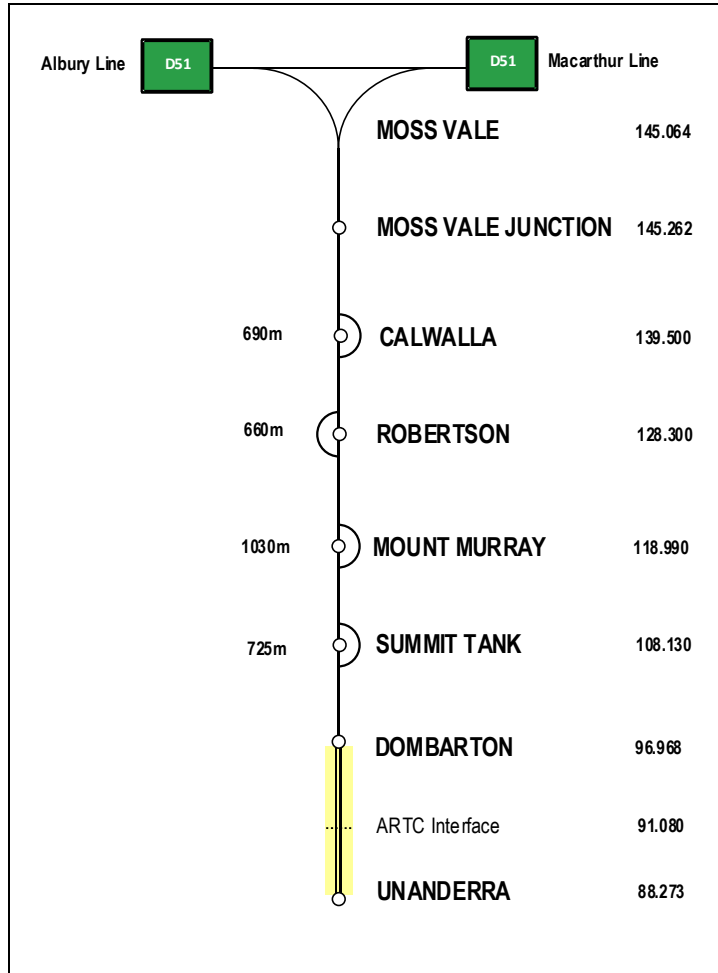 Albury Line D51 D51 Macarthur Line
MOSS VALE 145.064
MOSS VALE JUNCTION 145.262
690m CALWALLA 139.500
660m ROBERTSON 128.300
1030m MOUNT MURRAY 118.990
725m SUMMIT TANK 108.130
DOMBARTON 96.968
ARTC Interface 91.080
UNANDERRA 88.273